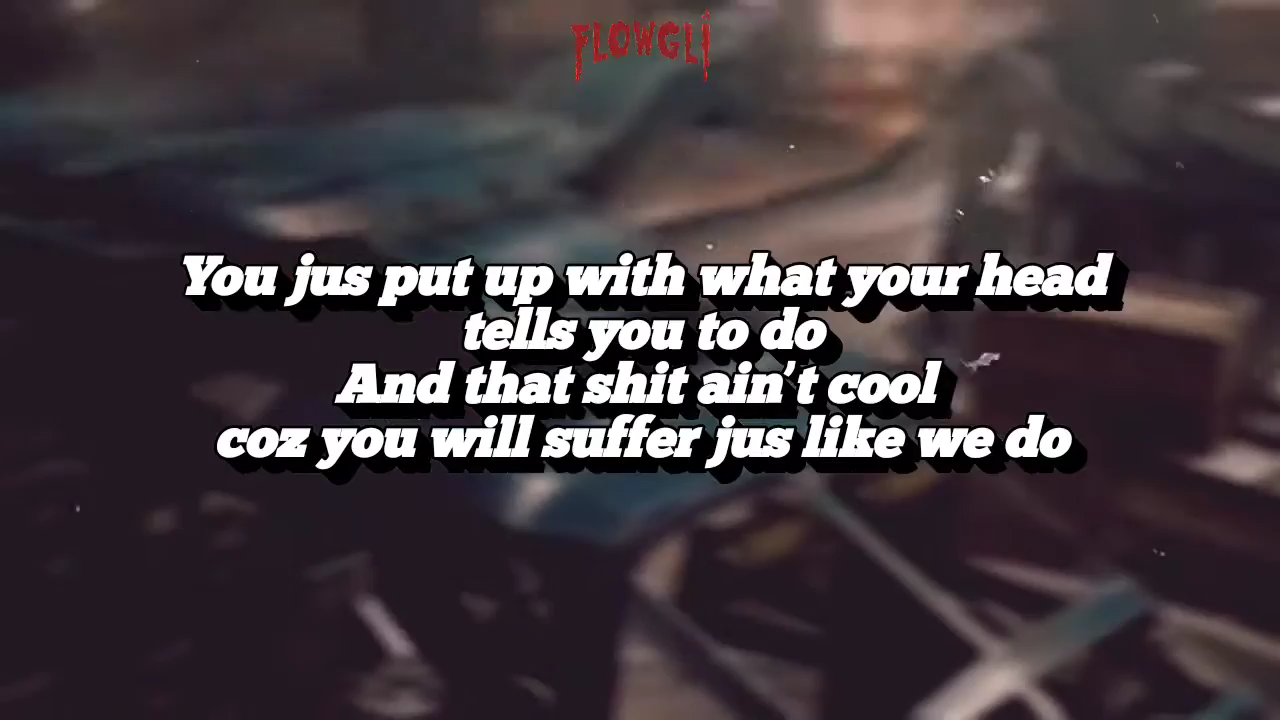 FLOWGLI
You jus put up with what your head
tells you to do
And that shit ain't cool
coz you will suffer jus like we do